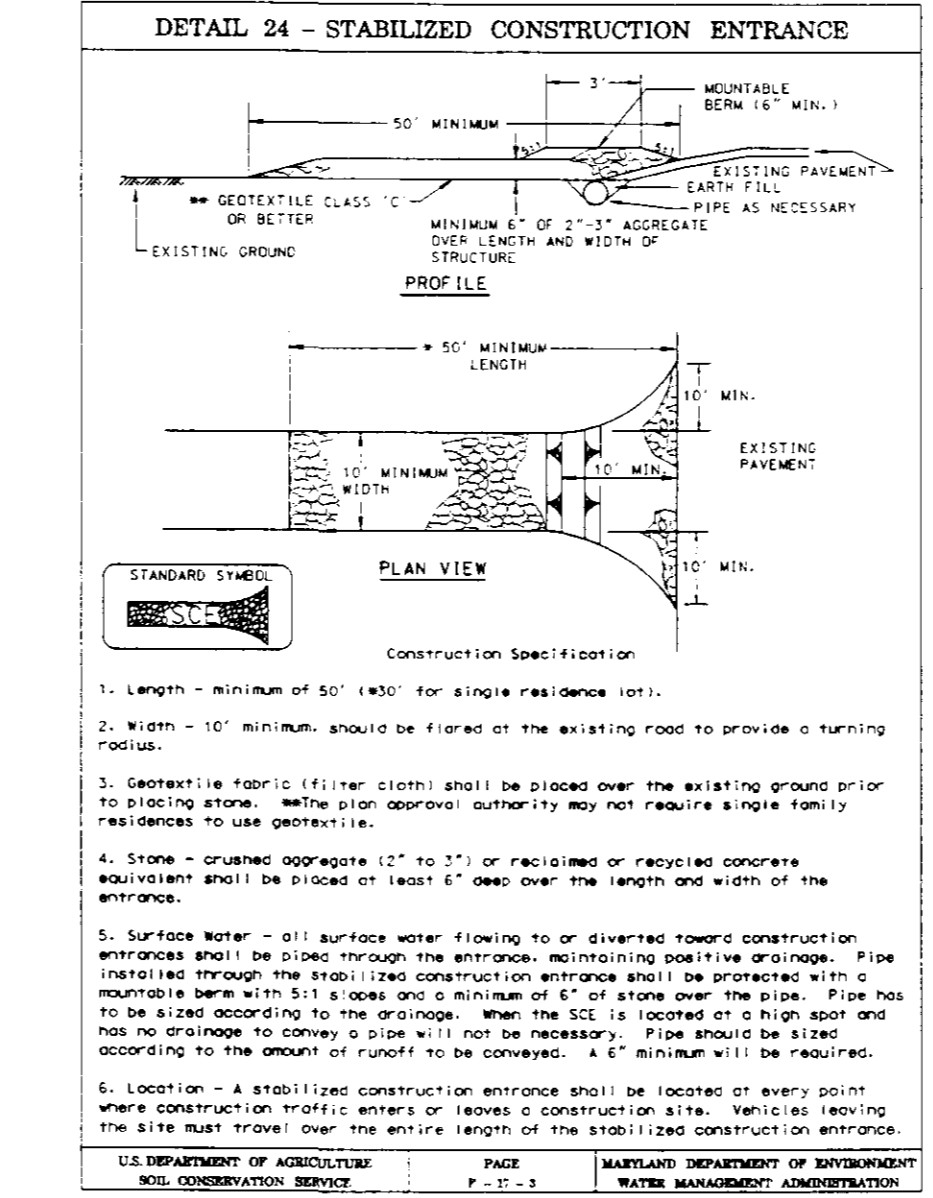 DETAIL 24 - STABILIZED CONSTRUCTION ENTRANCE
3'
MOUNTABLE
BERM (6" MIN.)
50' MINIMUM
5:1
5:1
EXISTING PAVEMENT
** GEOTEXTILE CLASS 'C'
OR BETTER
EARTH FILL
PIPE AS NECESSARY
MINIMUM 6" OF 2"-3" AGGREGATE
OVER LENGTH AND WIDTH OF
STRUCTURE
EXISTING GROUND
PROFILE
* 50' MINIMUM
LENGTH
10' MIN.
EXISTING
PAVEMENT
10' MINIMUM
WIDTH
10' MIN.
10' MIN.
PLAN VIEW
STANDARD SYMBOL
SCE
Construction Specification
1. Length - minimum of 50' (*30' for single residence lot).
2. Width - 10' minimum. should be flared at the existing road to provide a turning
radius.
3. Geotextile fabric (filter cloth) shall be placed over the existing ground prior
to placing stone. **The plan approval authority may not require single family
residences to use geotextile.
4. Stone - crushed aggregate (2" to 3") or reclaimed or recycled concrete
equivalent shall be placed at least 6" deep over the length and width of the
entrance.
5. Surface Water - all surface water flowing to or diverted toward construction
entrances shall be piped through the entrance. maintaining positive drainage. Pipe
installed through the stabilized construction entrance shall be protected with a
mountable berm with 5:1 slopes and a minimum of 6" of stone over the pipe. Pipe has
to be sized according to the drainage. When the SCE is located at a high spot and
has no drainage to convey a pipe will not be necessary. Pipe should be sized
according to the amount of runoff to be conveyed. A 6" minimum will be required.
6. Location - A stabilized construction entrance shall be located at every point
where construction traffic enters or leaves a construction site. Vehicles leaving
the site must travel over the entire length of the stabilized construction entrance.
U.S. DEPARTMENT OF AGRICULTURE
SOIL CONSERVATION SERVICE
PAGE
F - 17 - 3
MARYLAND DEPARTMENT OF ENVIRONMENT
WATER MANAGEMENT ADMINISTRATION